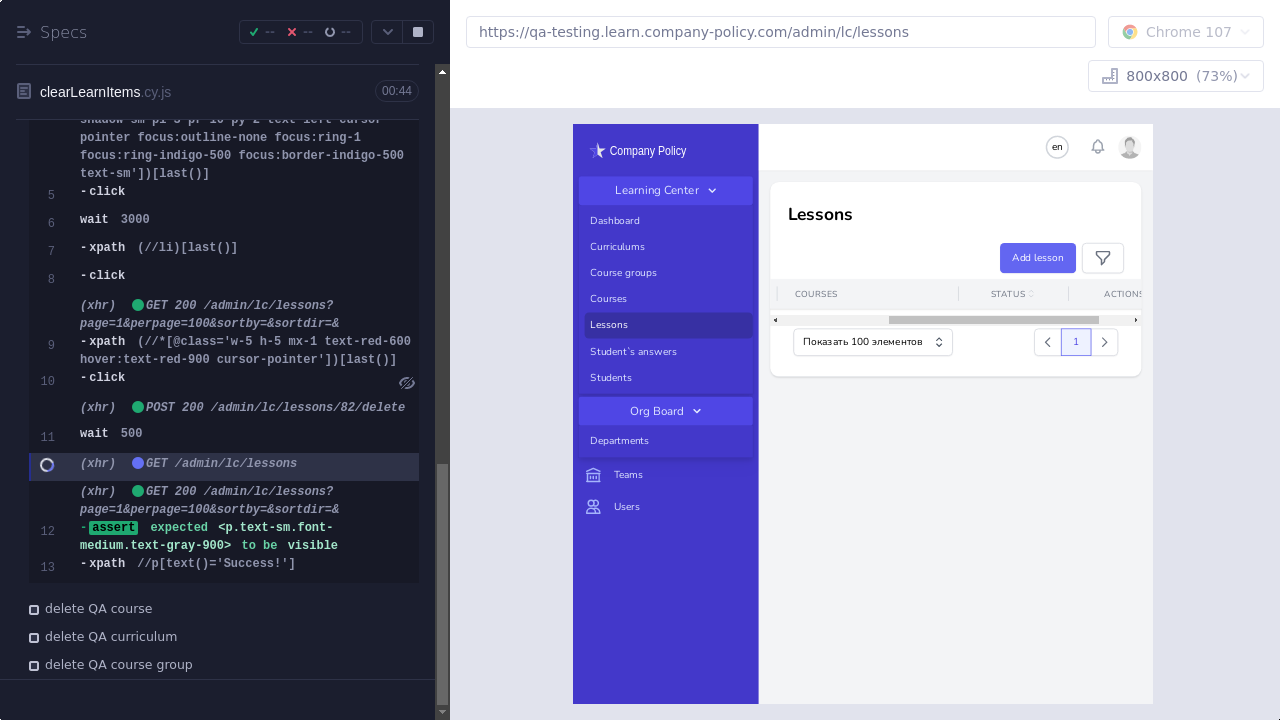 Specs
--
--
--
clearLearnItems.cy.js
00:44
shadow-sm pl-3 pr-10 py-2 text-left cursor-
pointer focus:outline-none focus:ring-1
focus:ring-indigo-500 focus:border-indigo-500
text-sm'])[last()]
5 -click
6 wait 3000
7 -xpath (//li)[last()]
8 -click
(xhr) GET 200 /admin/lc/lessons?
page=1&perpage=100&sortby=&sortdir=&
9 -xpath (//*[@class='w-5 h-5 mx-1 text-red-600
hover:text-red-900 cursor-pointer'])[last()]
10 -click
(xhr) POST 200 /admin/lc/lessons/82/delete
11 wait 500
(xhr) GET /admin/lc/lessons
(xhr) GET 200 /admin/lc/lessons?
page=1&perpage=100&sortby=&sortdir=&
12 -assert expected <p.text-sm.font-
medium.text-gray-900> to be visible
13 -xpath //p[text()='Success!']
delete QA course
delete QA curriculum
delete QA course group
https://qa-testing.learn.company-policy.com/admin/lc/lessons
Chrome 107
800x800 (73%)
Company Policy
Learning Center
Dashboard
Curriculums
Course groups
Courses
Lessons
Student`s answers
Students
Org Board
Departments
Teams
Users
en
Lessons
Add lesson
COURSES STATUS ACTIONS
Показать 100 элементов
1